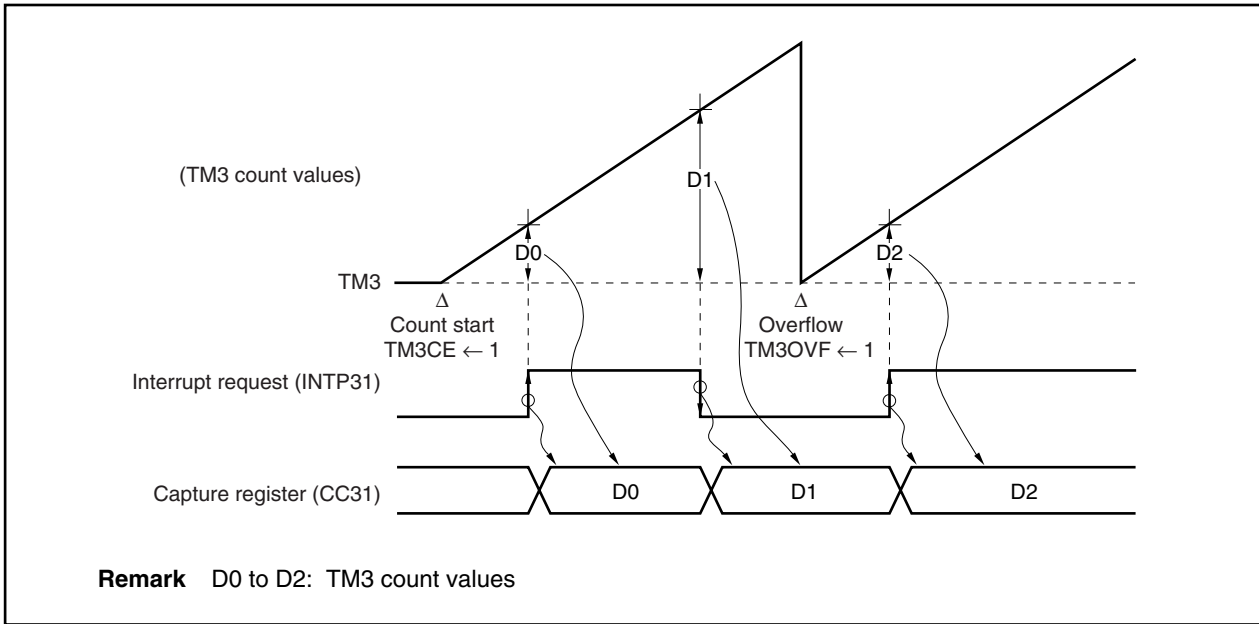 (TM3 count values)
D1
D0
D2
TM3
Δ
Δ
Count start
TM3CE ← 1
Overflow
TM3OVF ← 1
Interrupt request (INTP31)
Capture register (CC31)
D0
D1
D2
Remark D0 to D2: TM3 count values